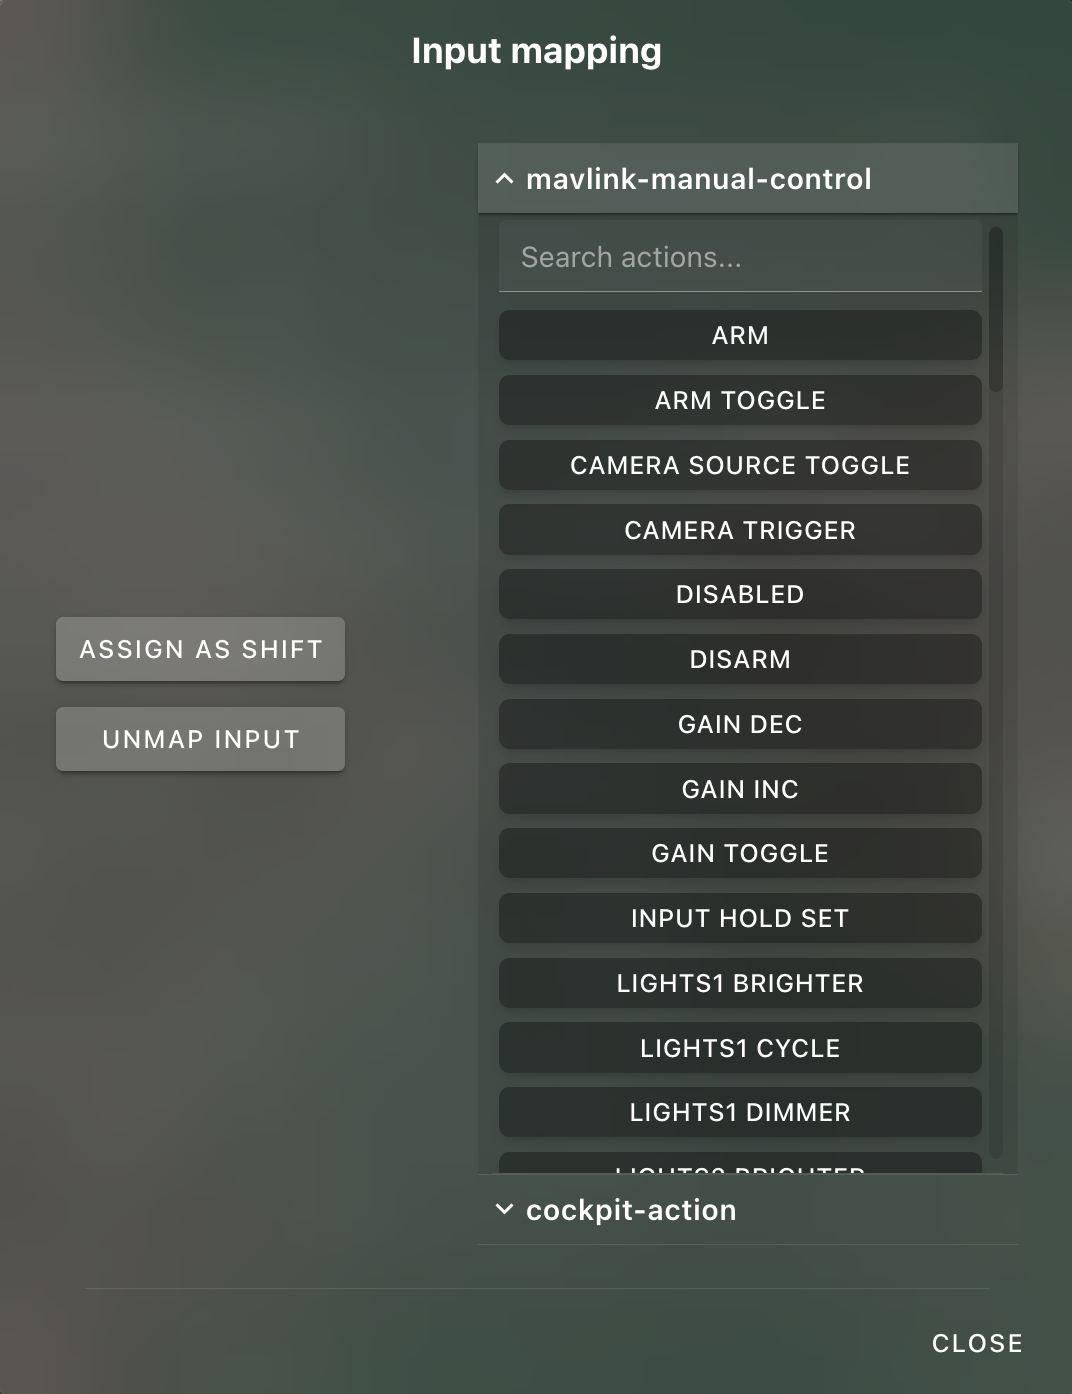 Input mapping
mavlink-manual-control
Search actions...
ARM
ARM TOGGLE
CAMERA SOURCE TOGGLE
CAMERA TRIGGER
DISABLED
DISARM
GAIN DEC
GAIN INC
GAIN TOGGLE
INPUT HOLD SET
LIGHTS1 BRIGHTER
LIGHTS1 CYCLE
LIGHTS1 DIMMER
LIGHTS2 BRIGHTER
ASSIGN AS SHIFT
UNMAP INPUT
cockpit-action
CLOSE